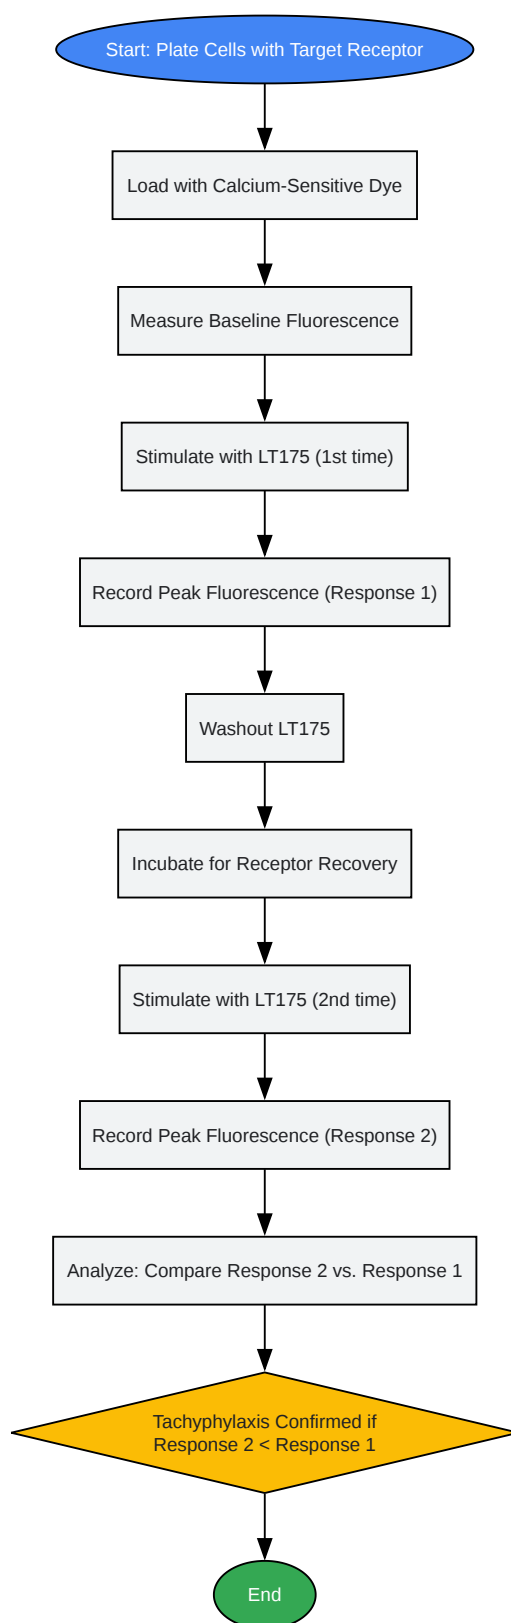 Start: Plate Cells with Target Receptor
Load with Calcium-Sensitive Dye
Measure Baseline Fluorescence
Stimulate with LT175 (1st time)
Record Peak Fluorescence (Response 1)
Washout LT175
Incubate for Receptor Recovery
Stimulate with LT175 (2nd time)
Record Peak Fluorescence (Response 2)
Analyze: Compare Response 2 vs. Response 1
Tachyphylaxis Confirmed if
Response 2 < Response 1
End